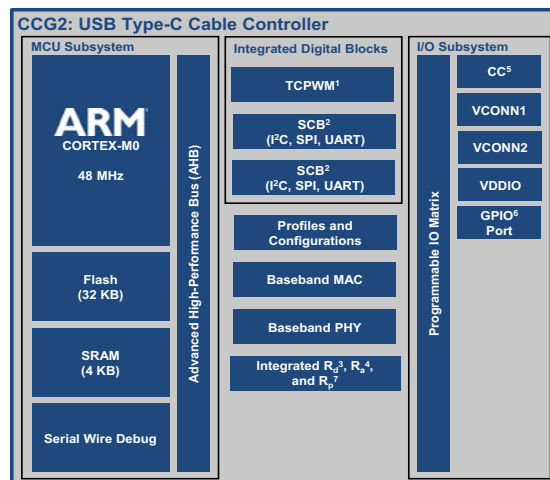 CCG2: USB Type-C Cable Controller
MCU Subsystem
ARM
CORTEX-M0
48 MHz
Flash
(32 KB)
SRAM
(4 KB)
Serial Wire Debug
Advanced High-Performance Bus (AHB)
Integrated Digital Blocks
TCPWM¹
SCB²
(I²C, SPI, UART)
SCB²
(I²C, SPI, UART)
Profiles and
Configurations
Baseband MAC
Baseband PHY
Integrated Rd³, Ra⁴,
and Rp⁷
I/O Subsystem
Programmable IO Matrix
CC⁵
VCONN1
VCONN2
VDDIO
GPIO⁶
Port